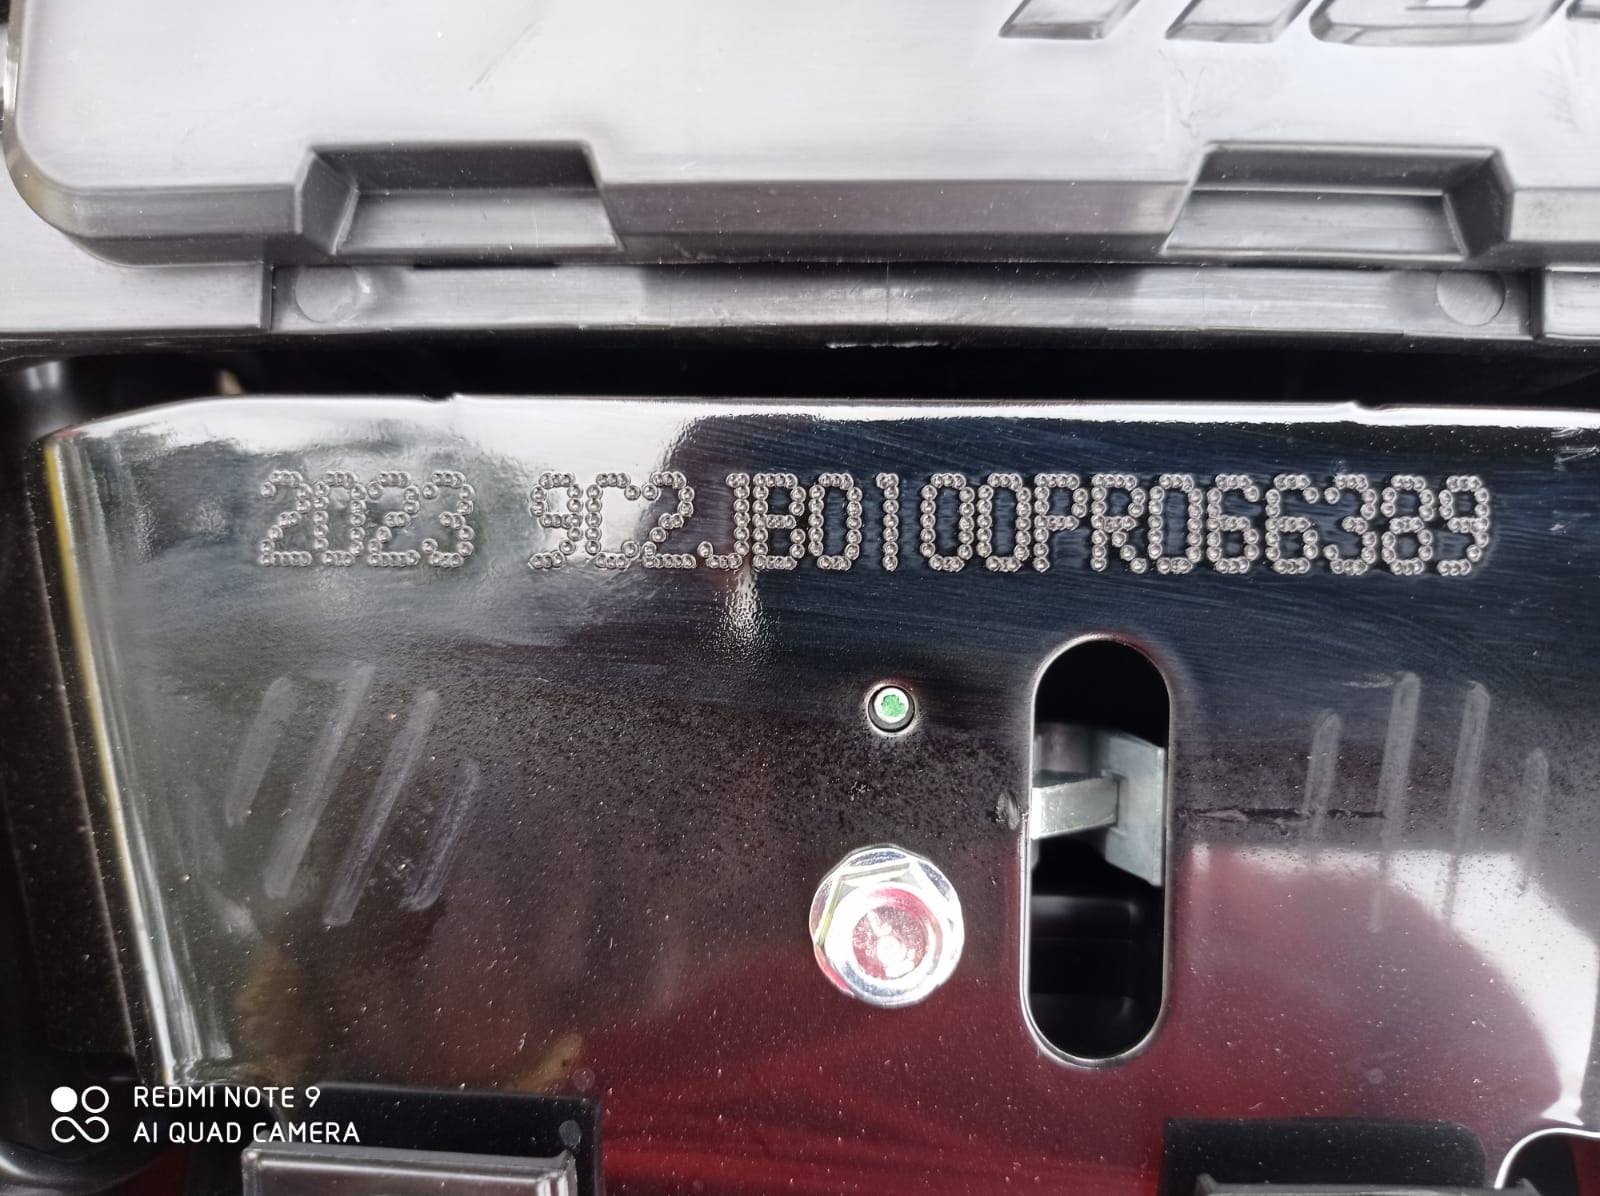 2023 9C2JB0100PR066389
REDMI NOTE 9
AI QUAD CAMERA